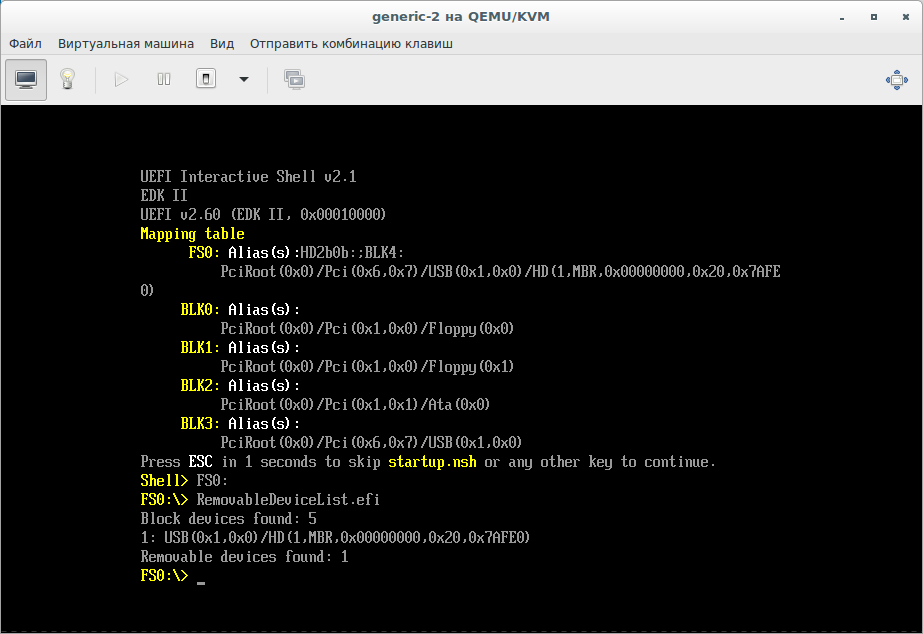 generic-2 на QEMU/KVM
Файл Виртуальная машина Вид Отправить комбинацию клавиш
UEFI Interactive Shell v2.1
EDK II
UEFI v2.60 (EDK II, 0x00010000)
Mapping table
FS0: Alias(s):HD2b0b:;BLK4:
PciRoot(0x0)/Pci(0x6,0x7)/USB(0x1,0x0)/HD(1,MBR,0x00000000,0x20,0x7AFE
0)
BLK0: Alias(s):
PciRoot(0x0)/Pci(0x1,0x0)/Floppy(0x0)
BLK1: Alias(s):
PciRoot(0x0)/Pci(0x1,0x0)/Floppy(0x1)
BLK2: Alias(s):
PciRoot(0x0)/Pci(0x1,0x1)/Ata(0x0)
BLK3: Alias(s):
PciRoot(0x0)/Pci(0x6,0x7)/USB(0x1,0x0)
Press ESC in 1 seconds to skip startup.nsh or any other key to continue.
Shell> FS0:
FS0:\> RemovableDeviceList.efi
Block devices found: 5
1: USB(0x1,0x0)/HD(1,MBR,0x00000000,0x20,0x7AFE0)
Removable devices found: 1
FS0:\> _